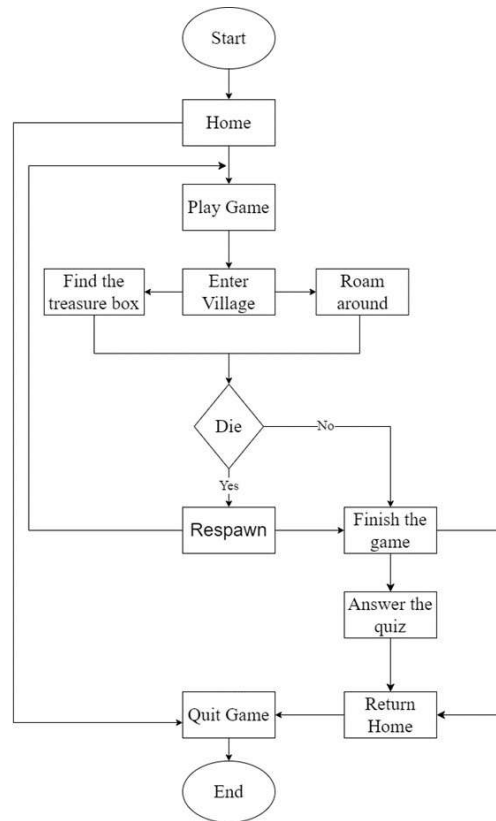 Start
Home
Play Game
Find the
treasure box
Enter
Village
Roam
around
Die
No
Yes
Respawn
Finish the
game
Answer the
quiz
Quit Game
Return
Home
End